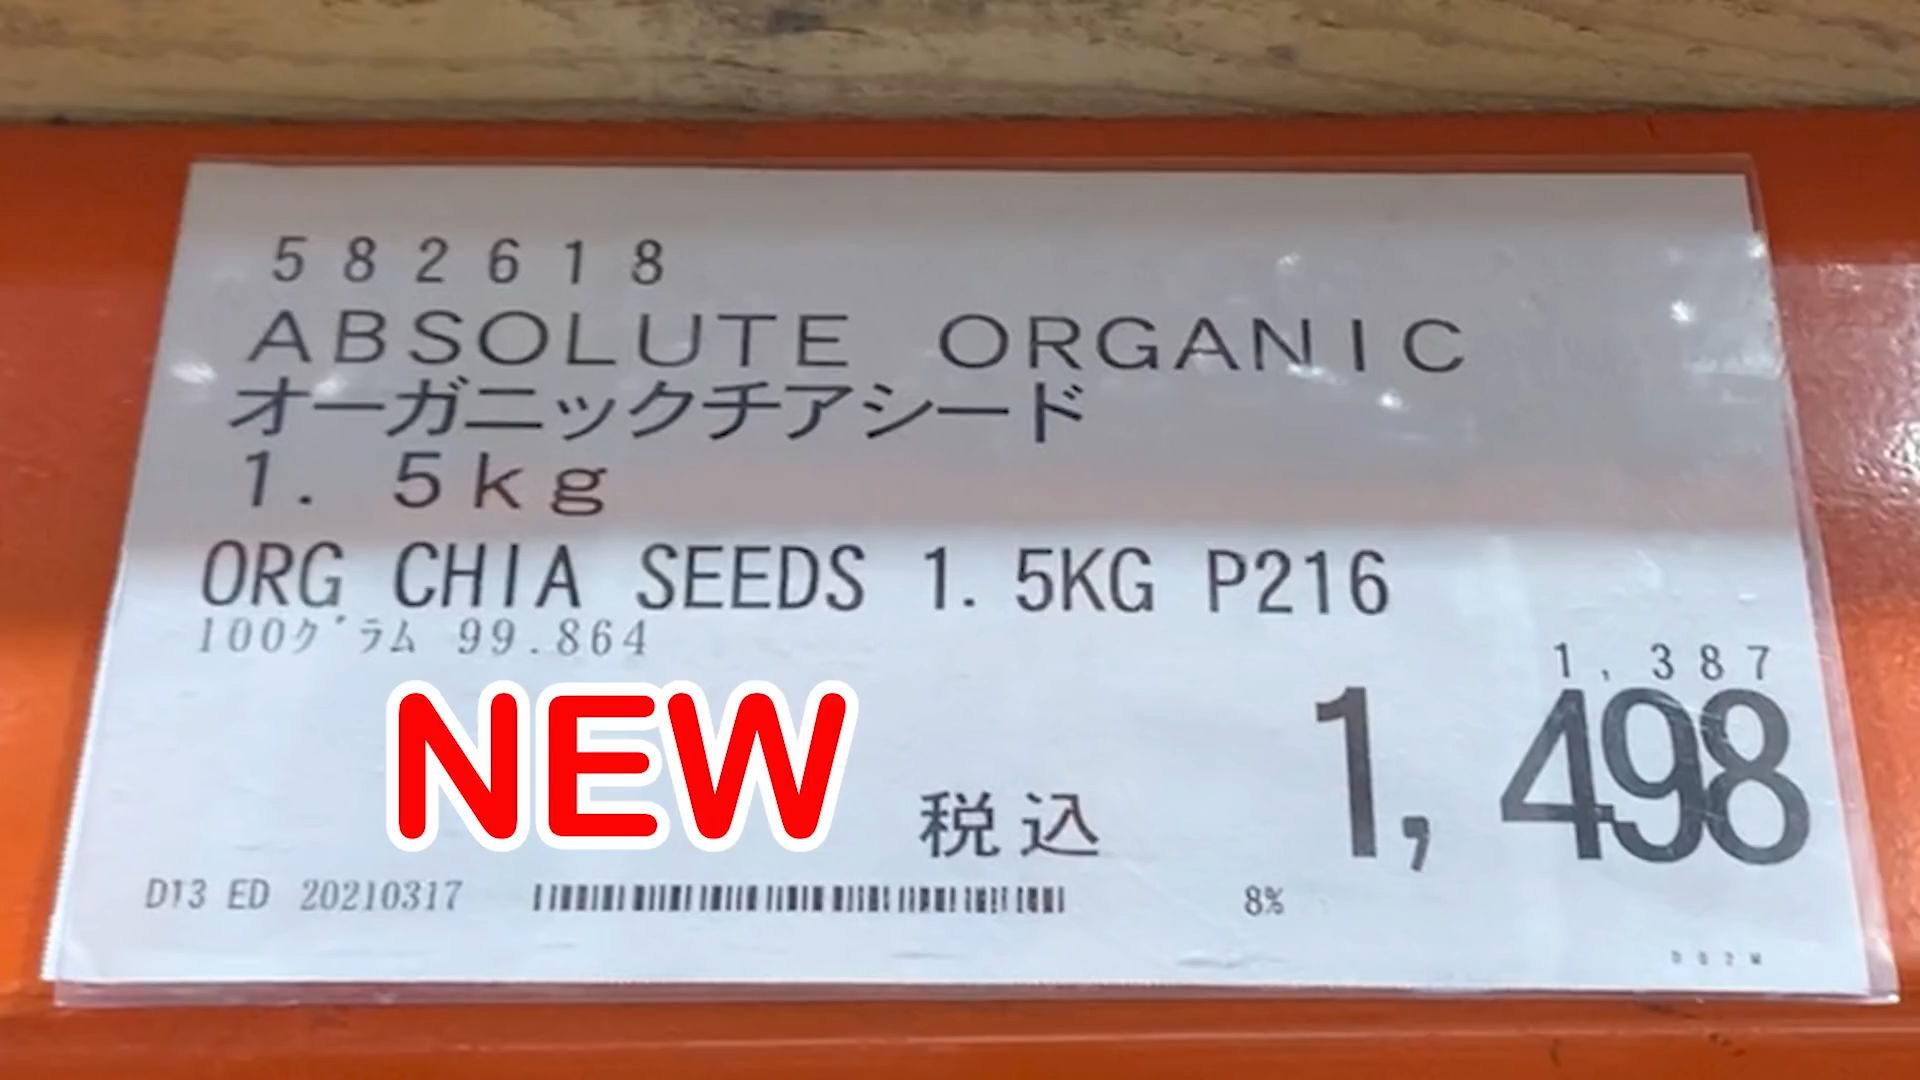 582618
ABSOLUTE ORGANIC
オーガニックチアシード
1.5kg
ORG CHIA SEEDS 1.5KG P216
100グラム 99.864
1,387
1,498
NEW
税込
D13 ED 20210317
8%
D02M